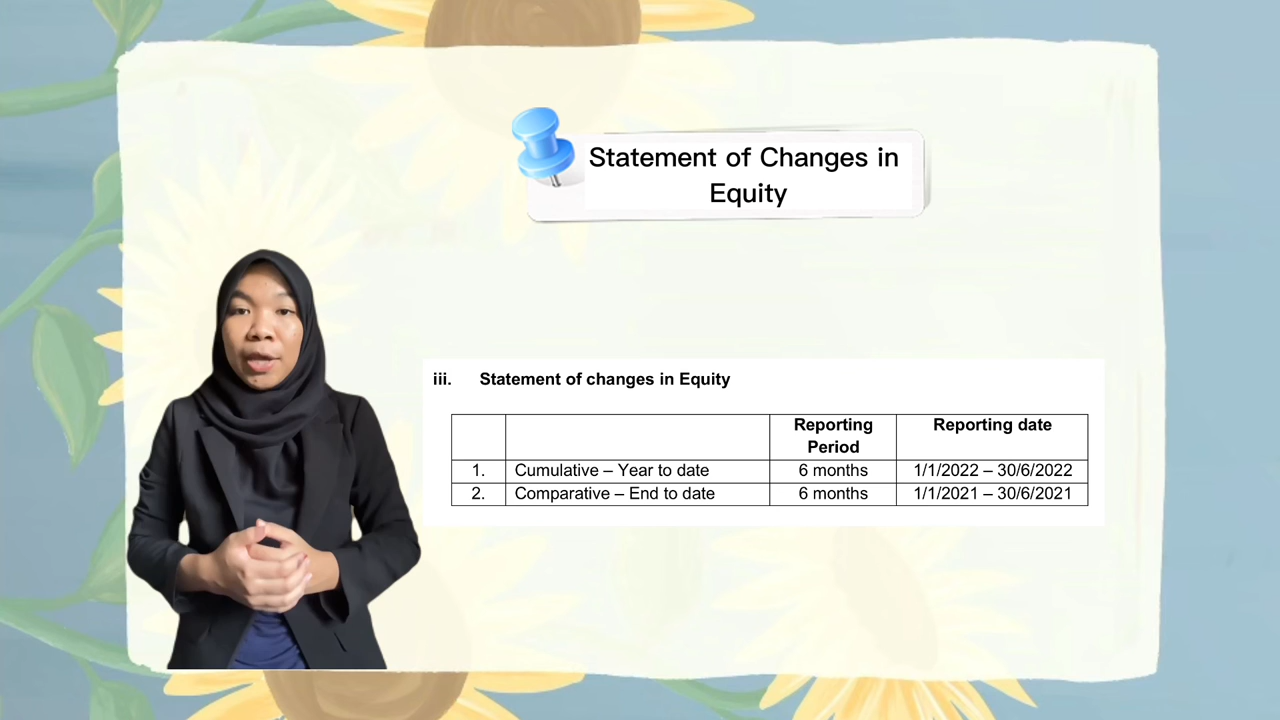 Statement of Changes in
Equity
iii. Statement of changes in Equity
Reporting Period Reporting date
1. Cumulative – Year to date 6 months 1/1/2022 – 30/6/2022
2. Comparative – End to date 6 months 1/1/2021 – 30/6/2021